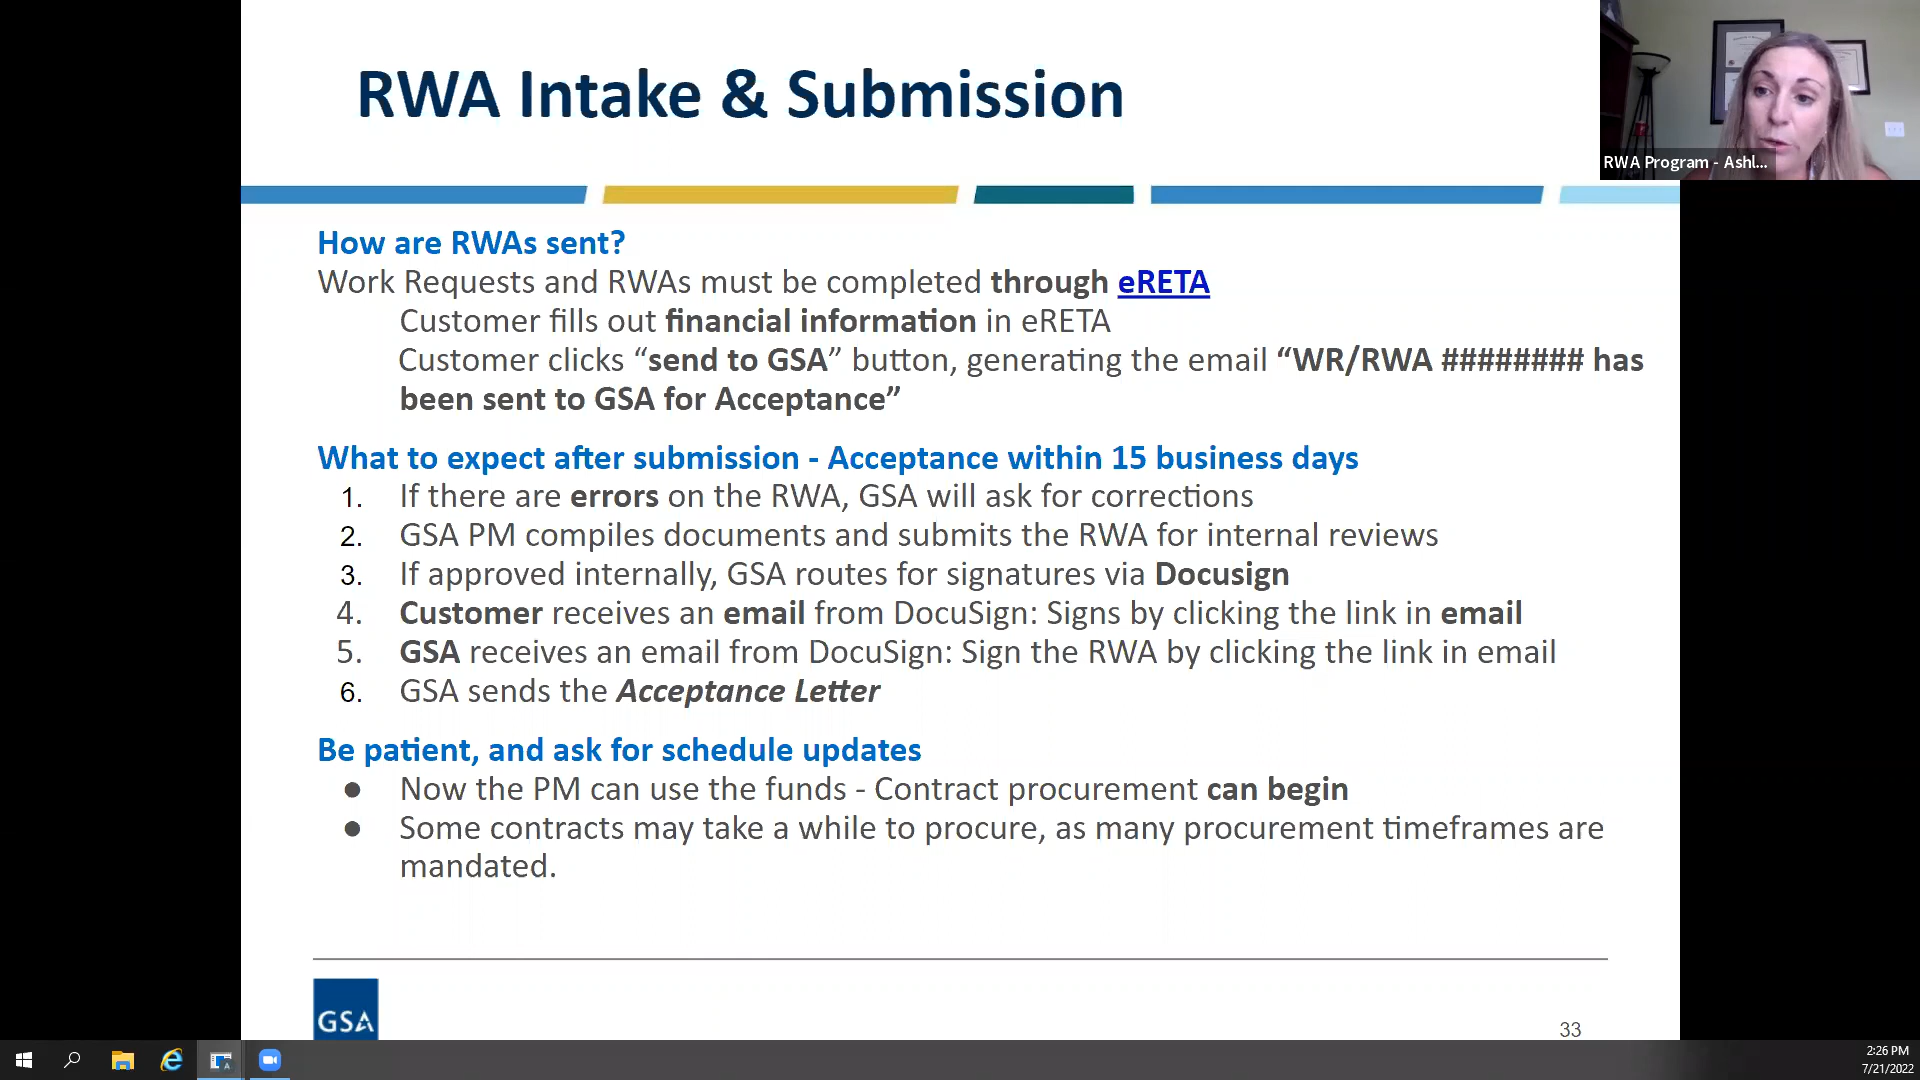 RWA Intake & Submission
RWA Program - Ashl...
How are RWAs sent?
Work Requests and RWAs must be completed through eRETA
Customer fills out financial information in eRETA
Customer clicks “send to GSA” button, generating the email “WR/RWA ######## has
been sent to GSA for Acceptance”
What to expect after submission - Acceptance within 15 business days
1. If there are errors on the RWA, GSA will ask for corrections
2. GSA PM compiles documents and submits the RWA for internal reviews
3. If approved internally, GSA routes for signatures via Docusign
4. Customer receives an email from DocuSign: Signs by clicking the link in email
5. GSA receives an email from DocuSign: Sign the RWA by clicking the link in email
6. GSA sends the Acceptance Letter
Be patient, and ask for schedule updates
● Now the PM can use the funds - Contract procurement can begin
● Some contracts may take a while to procure, as many procurement timeframes are
mandated.
GSA
33
2:26 PM
7/21/2022